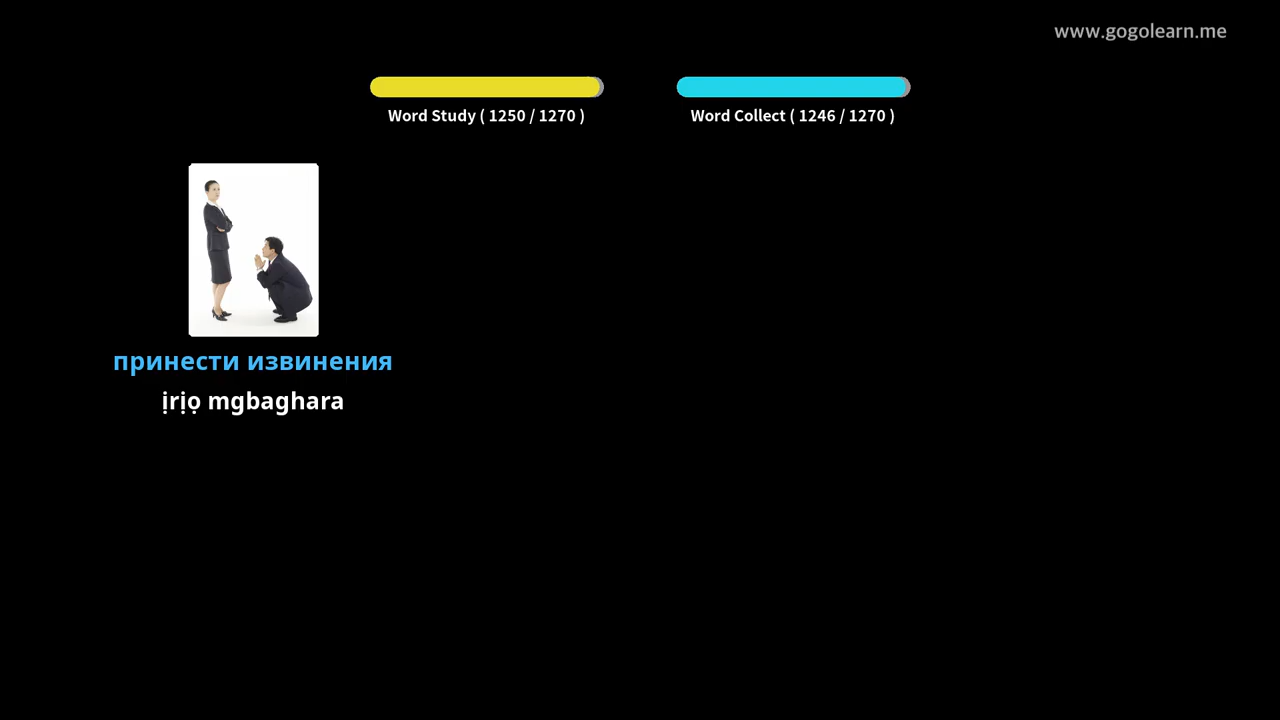 www.gogolearn.me
Word Study ( 1250 / 1270 )
Word Collect ( 1246 / 1270 )
принести извинения
ịrịọ mgbaghara